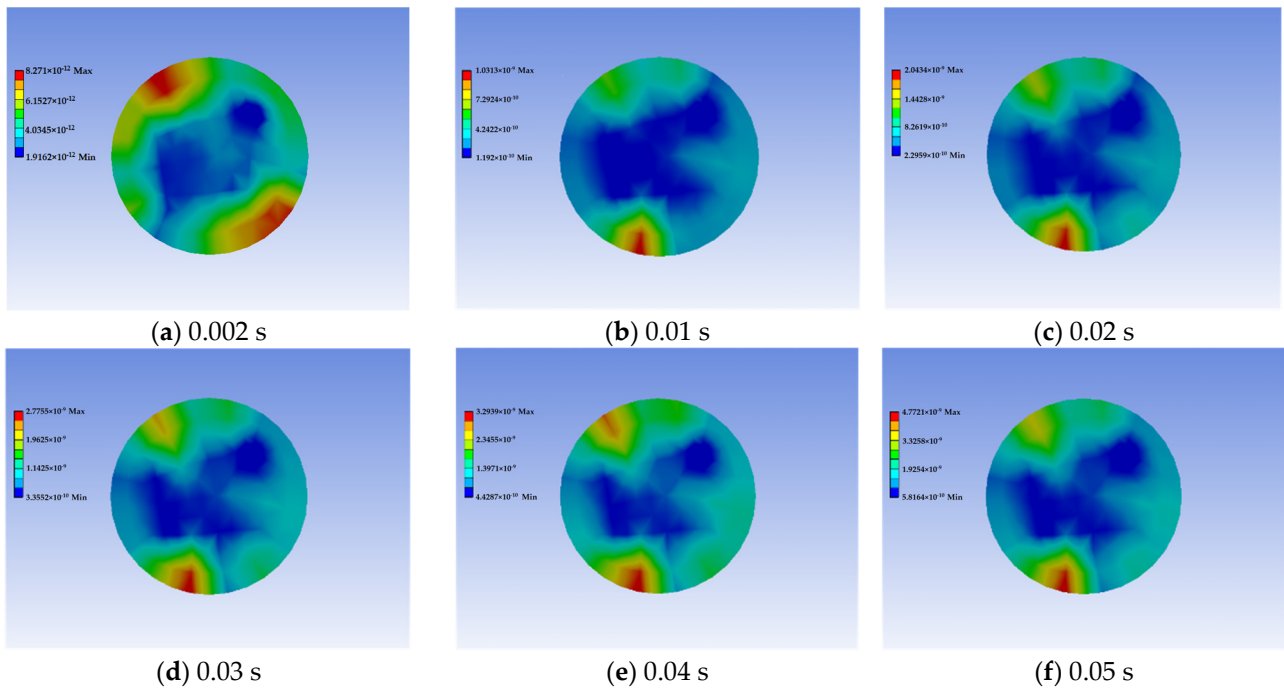 8.271×10⁻¹² Max
6.1527×10⁻¹²
4.0345×10⁻¹²
1.9162×10⁻¹² Min
(a) 0.002 s
1.0313×10⁻⁹ Max
7.2924×10⁻¹⁰
4.2422×10⁻¹⁰
1.192×10⁻¹⁰ Min
(b) 0.01 s
2.0434×10⁻⁹ Max
1.4428×10⁻⁹
8.2619×10⁻¹⁰
2.2959×10⁻¹⁰ Min
(c) 0.02 s
2.7755×10⁻⁹ Max
1.9625×10⁻⁹
1.1425×10⁻⁹
3.3552×10⁻¹⁰ Min
(d) 0.03 s
3.2939×10⁻⁹ Max
2.3455×10⁻⁹
1.3971×10⁻⁹
4.4287×10⁻¹⁰ Min
(e) 0.04 s
4.7721×10⁻⁹ Max
3.3258×10⁻⁹
1.9254×10⁻⁹
5.8164×10⁻¹⁰ Min
(f) 0.05 s